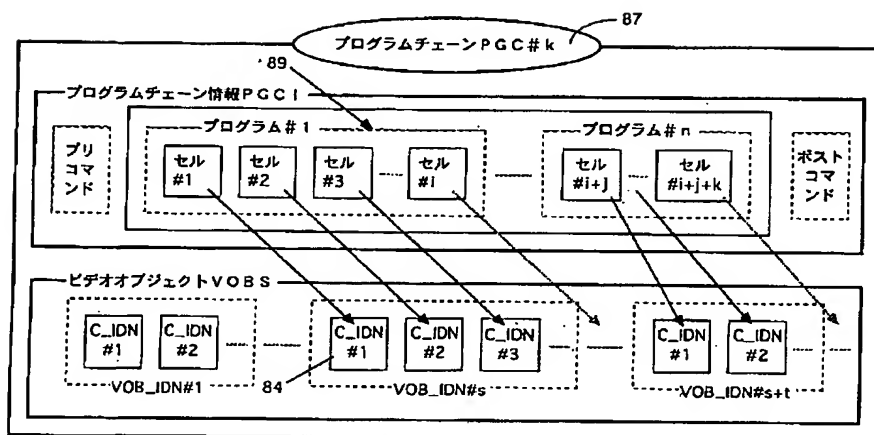 87
プログラムチェーンPGC#k
89
プログラムチェーン情報PGCI
プログラム#1
プログラム#n
プリ
コマ
ンド
セル
#1
セル
#2
セル
#3
セル
#i
セル
#i+j
セル
#i+j+k
ポスト
コマ
ンド
ビデオオブジェクトVOBS
C_IDN
#1
C_IDN
#2
C_IDN
#1
C_IDN
#2
C_IDN
#3
C_IDN
#1
C_IDN
#2
VOB_IDN#1
84
VOB_IDN#s
VOB_IDN#s+t